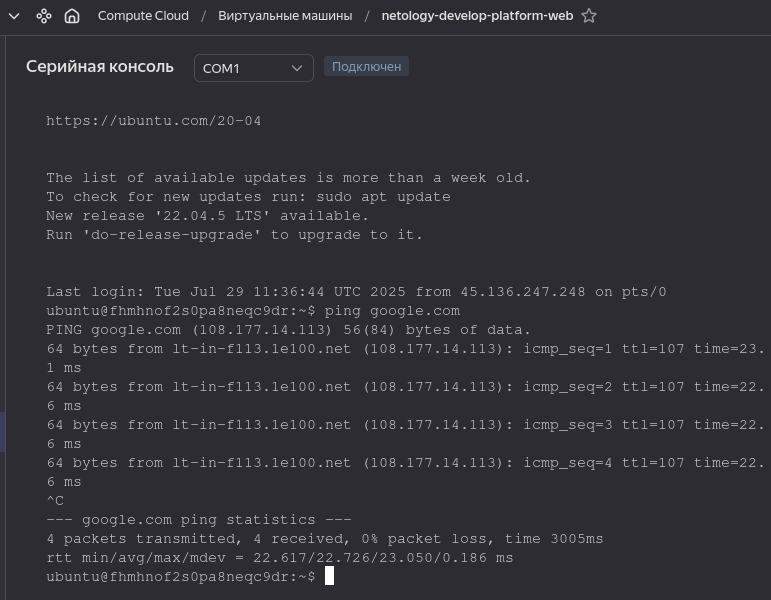 Compute Cloud / Виртуальные машины / netology-develop-platform-web
Серийная консоль COM1 Подключен
https://ubuntu.com/20-04
The list of available updates is more than a week old.
To check for new updates run: sudo apt update
New release '22.04.5 LTS' available.
Run 'do-release-upgrade' to upgrade to it.
Last login: Tue Jul 29 11:36:44 UTC 2025 from 45.136.247.248 on pts/0
ubuntu@fhmhnof2s0pa8neqc9dr:~$ ping google.com
PING google.com (108.177.14.113) 56(84) bytes of data.
64 bytes from lt-in-f113.1e100.net (108.177.14.113): icmp_seq=1 ttl=107 time=23.
1 ms
64 bytes from lt-in-f113.1e100.net (108.177.14.113): icmp_seq=2 ttl=107 time=22.
6 ms
64 bytes from lt-in-f113.1e100.net (108.177.14.113): icmp_seq=3 ttl=107 time=22.
6 ms
64 bytes from lt-in-f113.1e100.net (108.177.14.113): icmp_seq=4 ttl=107 time=22.
6 ms
^C
--- google.com ping statistics ---
4 packets transmitted, 4 received, 0% packet loss, time 3005ms
rtt min/avg/max/mdev = 22.617/22.726/23.050/0.186 ms
ubuntu@fhmhnof2s0pa8neqc9dr:~$